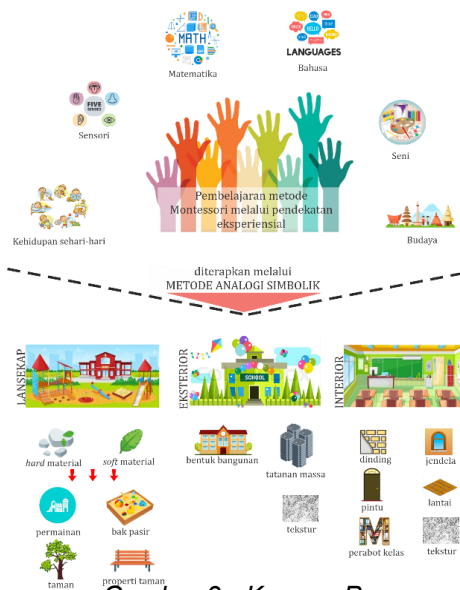 MATH
HELLO
LANGUAGES
Matematika
Bahasa
FIVE
SENSES
Sensori
Seni
Pembelajaran metode
Montessori melalui pendekatan
eksperiensial
Kehidupan sehari-hari
Budaya
diterapkan melalui
METODE ANALOGI SIMBOLIK
LANSEKAP
EKSTERIOR
SCHOOL
INTERIOR
hard material
soft material
bentuk bangunan
tatanan massa
dinding
jendela
permainan
bak pasir
tekstur
pintu
lantai
taman
properti taman
perabot kelas
tekstur